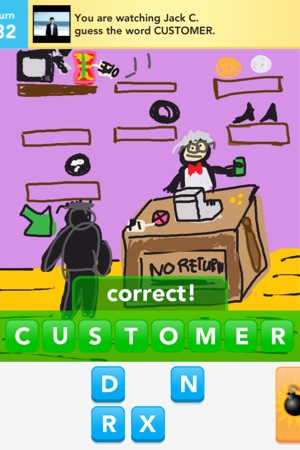 urn
32
You are watching Jack C.
guess the word CUSTOMER.
NO RETURN
correct!
C U S T O M E R
D N
R X